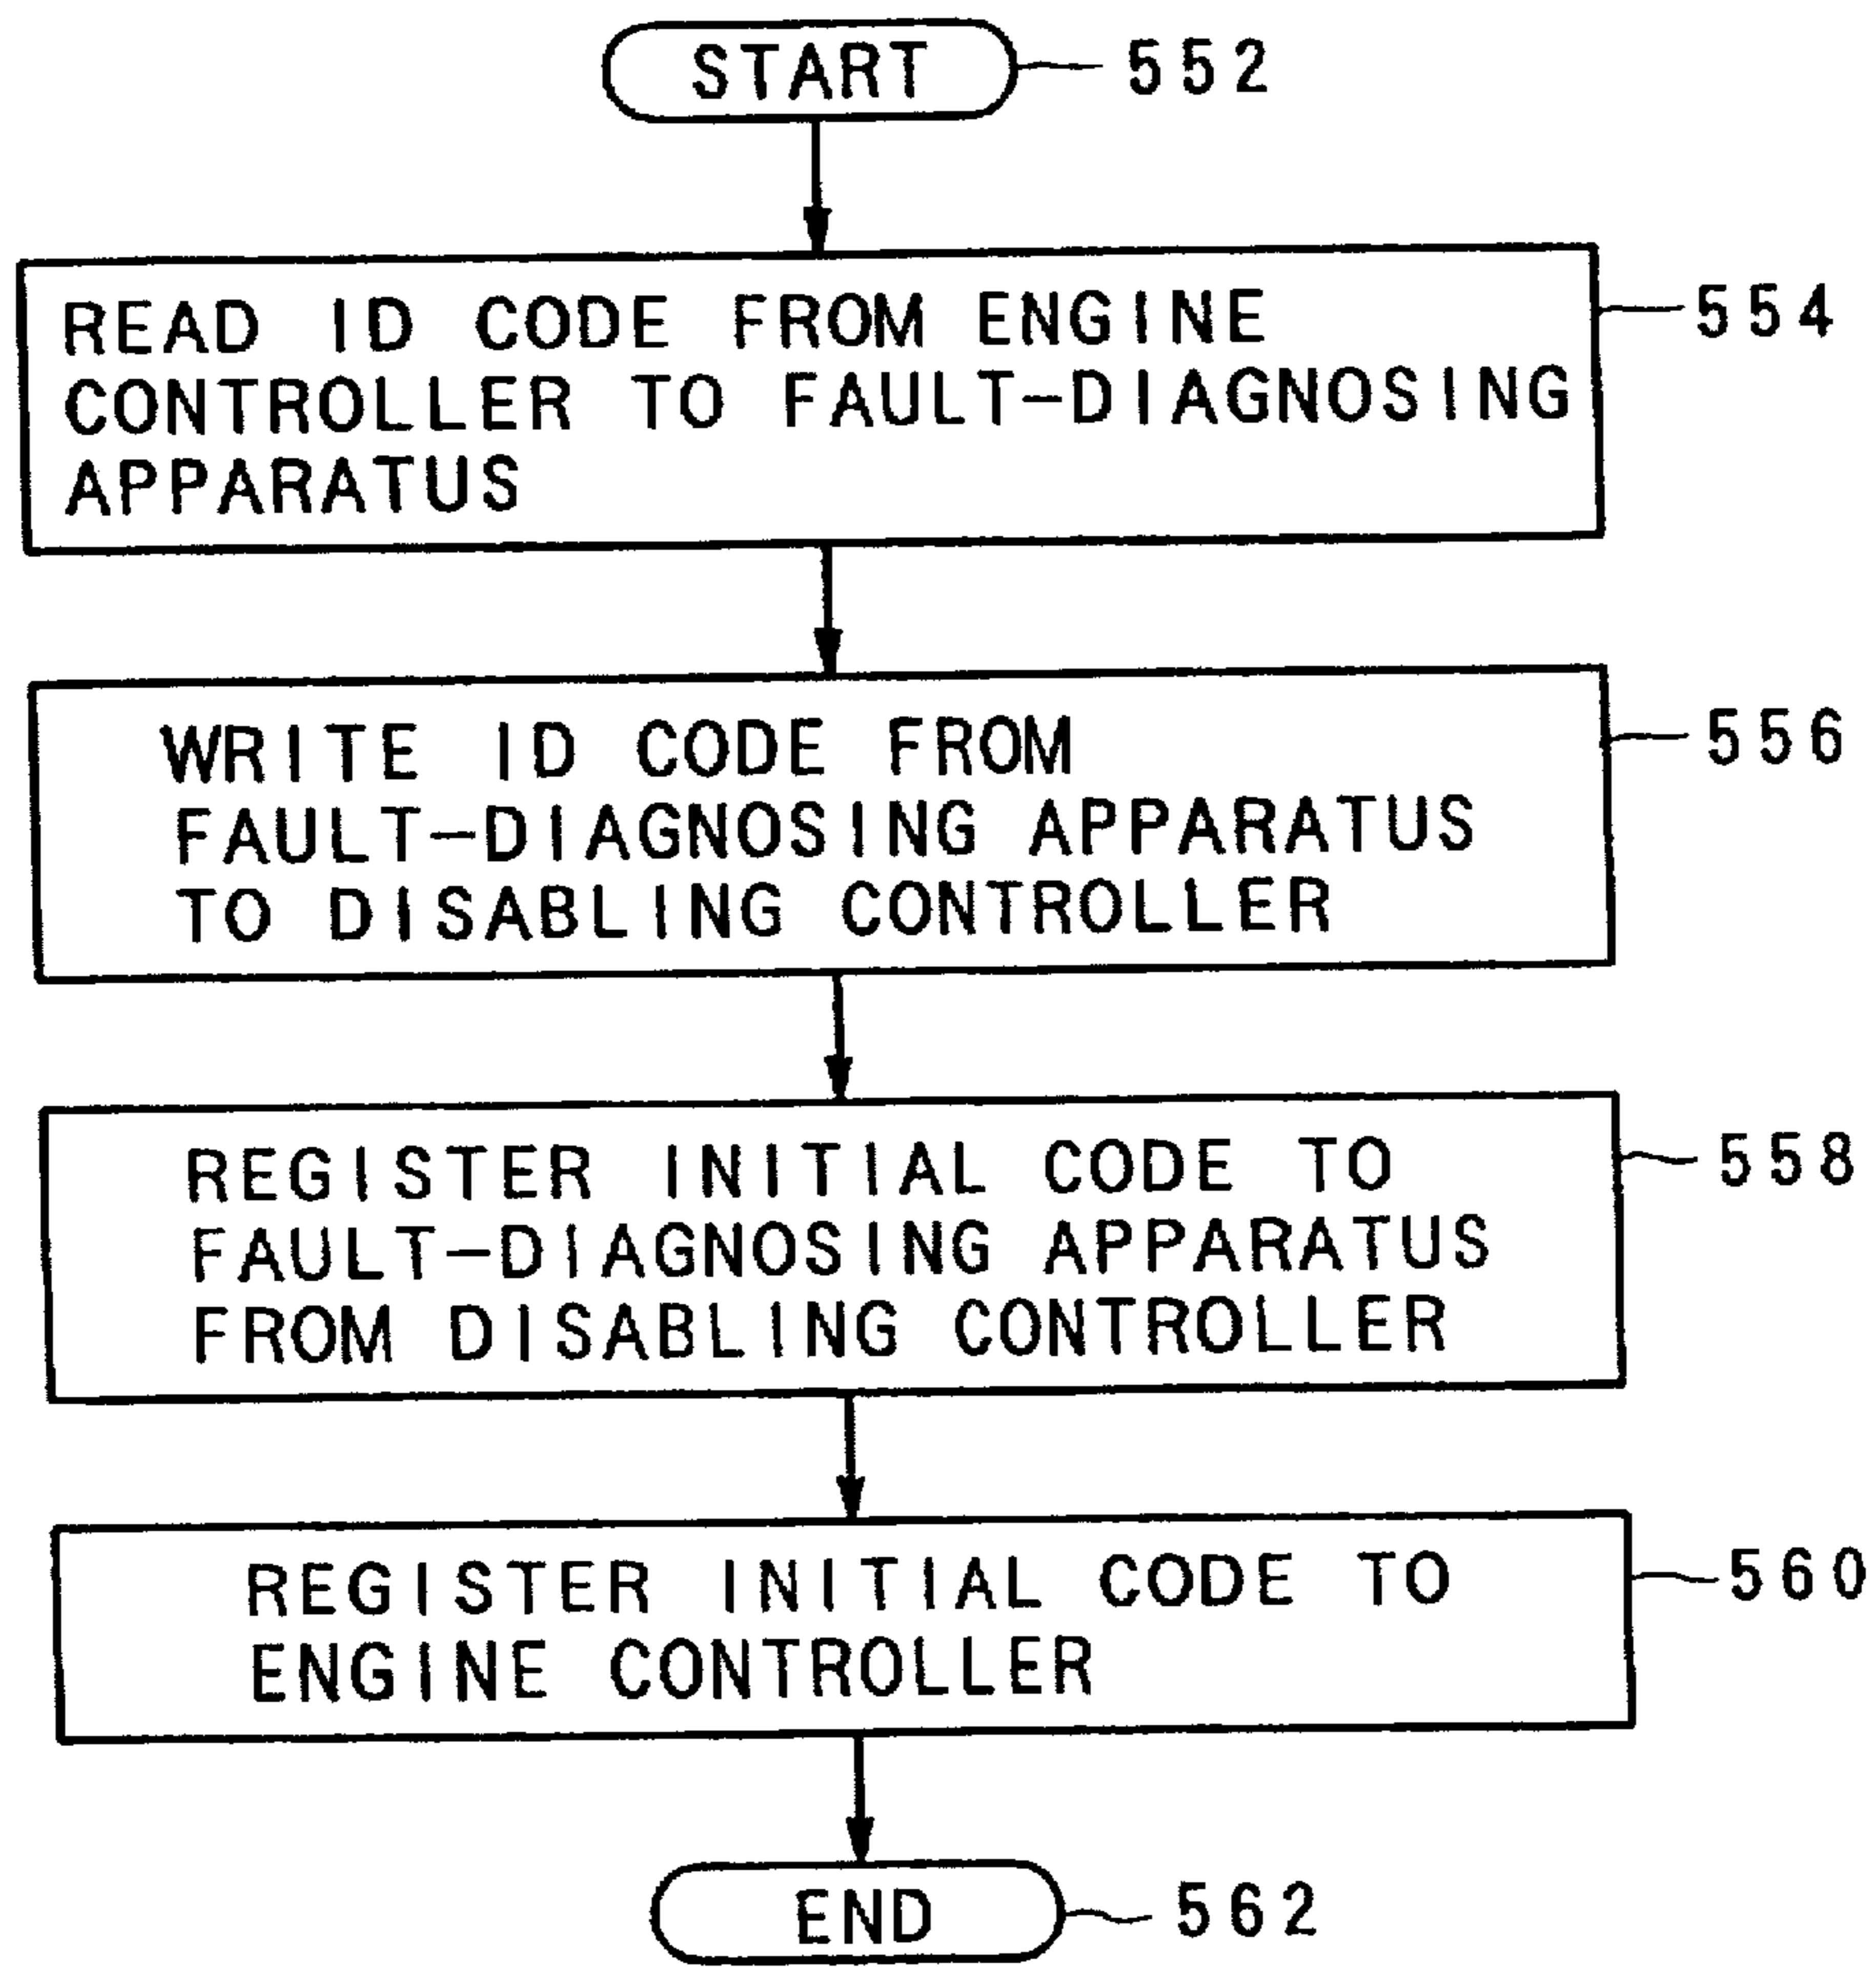 START 552
READ ID CODE FROM ENGINE 554
CONTROLLER TO FAULT-DIAGNOSING
APPARATUS
WRITE ID CODE FROM 556
FAULT-DIAGNOSING APPARATUS
TO DISABLING CONTROLLER
REGISTER INITIAL CODE TO 558
FAULT-DIAGNOSING APPARATUS
FROM DISABLING CONTROLLER
REGISTER INITIAL CODE TO 560
ENGINE CONTROLLER
END 562